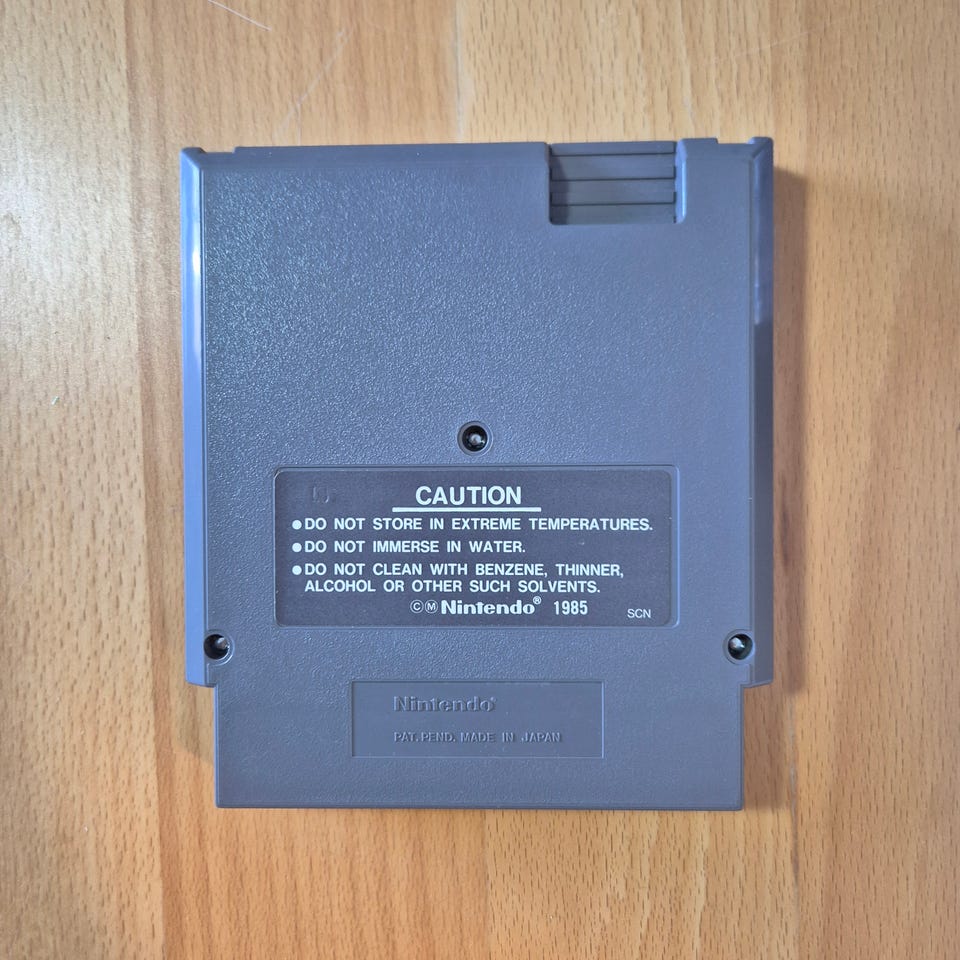 CAUTION
●DO NOT STORE IN EXTREME TEMPERATURES.
●DO NOT IMMERSE IN WATER.
●DO NOT CLEAN WITH BENZENE, THINNER,
ALCOHOL OR OTHER SUCH SOLVENTS.
©Ⓜ Nintendo® 1985 SCN
Nintendo®
PAT. PEND. MADE IN JAPAN